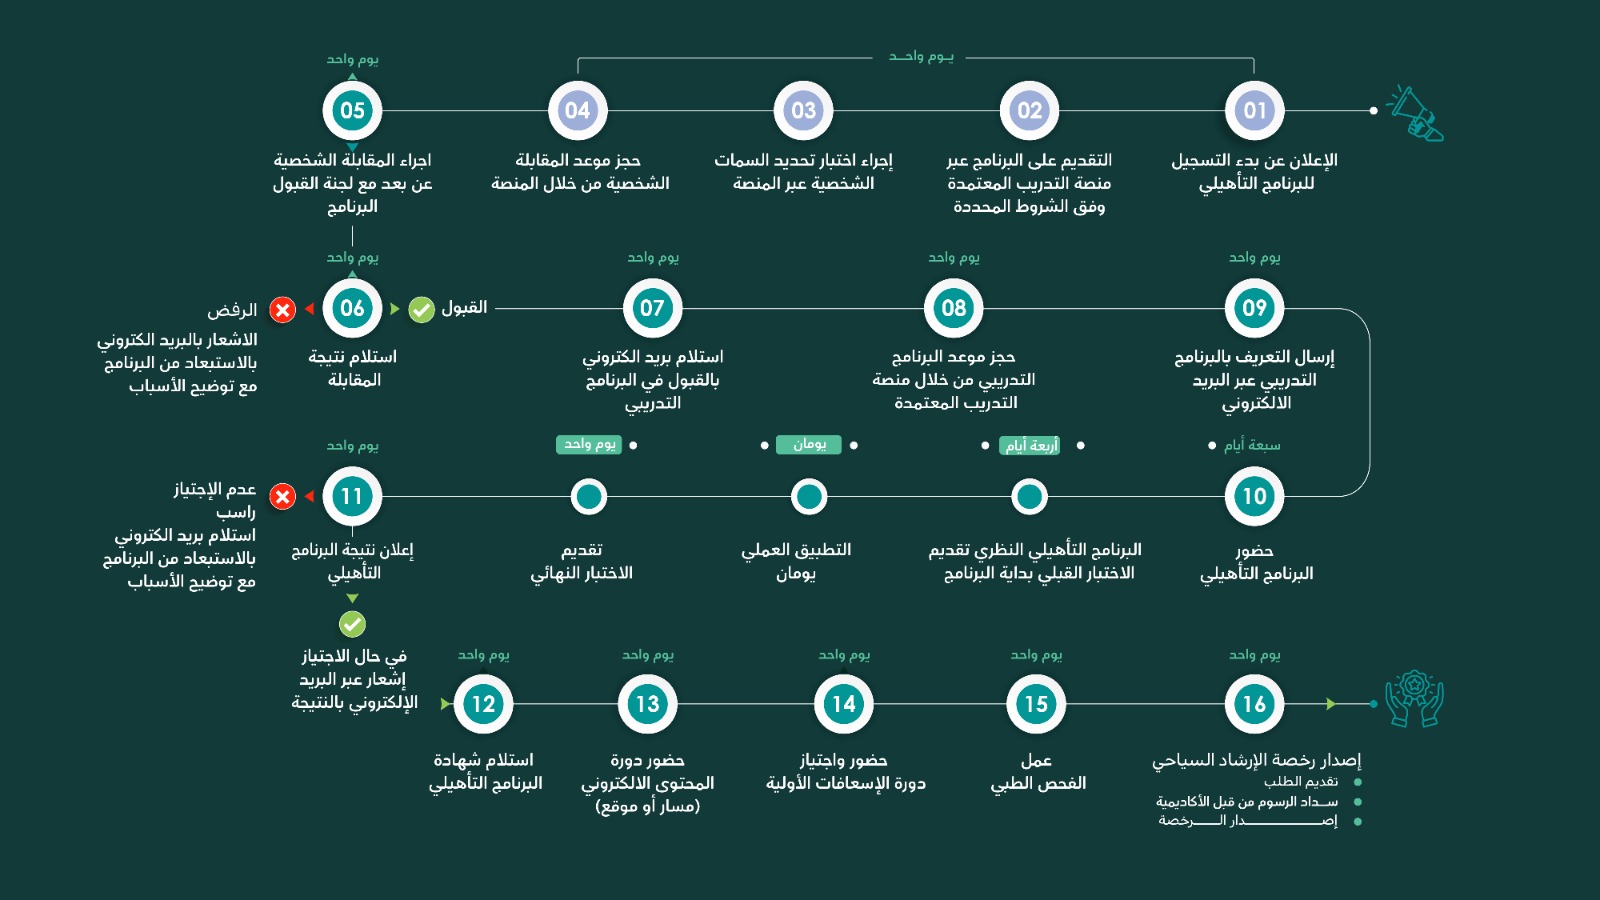 يــوم واحــد
01
الإعلان عن بدء التسجيل
للبرنامج التأهيلي
02
التقديم على البرنامج عبر
منصة التدريب المعتمدة
وفق الشروط المحددة
03
إجراء اختبار تحديد السمات
الشخصية عبر المنصة
04
حجز موعد المقابلة
الشخصية من خلال المنصة
يوم واحد
05
اجراء المقابلة الشخصية
عن بعد مع لجنة القبول
البرنامج
يوم واحد
06
استلام نتيجة
المقابلة
الرفض
الاشعار بالبريد الكتروني
بالاستبعاد من البرنامج
مع توضيح الأسباب
القبول
يوم واحد
07
استلام بريد الكتروني
بالقبول في البرنامج
التدريبي
يوم واحد
08
حجز موعد البرنامج
التدريبي من خلال منصة
التدريب المعتمدة
يوم واحد
09
إرسال التعريف بالبرنامج
التدريبي عبر البريد
الالكتروني
سبعة أيام
10
حضور
البرنامج التأهيلي
أربعة أيام
البرنامج التأهيلي النظري تقديم
الاختبار القبلي بداية البرنامج
يومان
التطبيق العملي
يومان
يوم واحد
تقديم
الاختبار النهائي
يوم واحد
11
إعلان نتيجة البرنامج
التأهيلي
عدم الإجتياز
راسب
استلام بريد الكتروني
بالاستبعاد من البرنامج
مع توضيح الأسباب
في حال الاجتياز
إشعار عبر البريد
الإلكتروني بالنتيجة
يوم واحد
12
استلام شهادة
البرنامج التأهيلي
يوم واحد
13
حضور دورة
المحتوى الالكتروني
(مسار أو موقع)
يوم واحد
14
حضور واجتياز
دورة الإسعافات الأولية
يوم واحد
15
عمل
الفحص الطبي
يوم واحد
16
إصدار رخصة الإرشاد السياحي
تقديم الطلب
ســداد الرسوم من قبل الأكاديمية
إصــــــــدار الــــرخصة